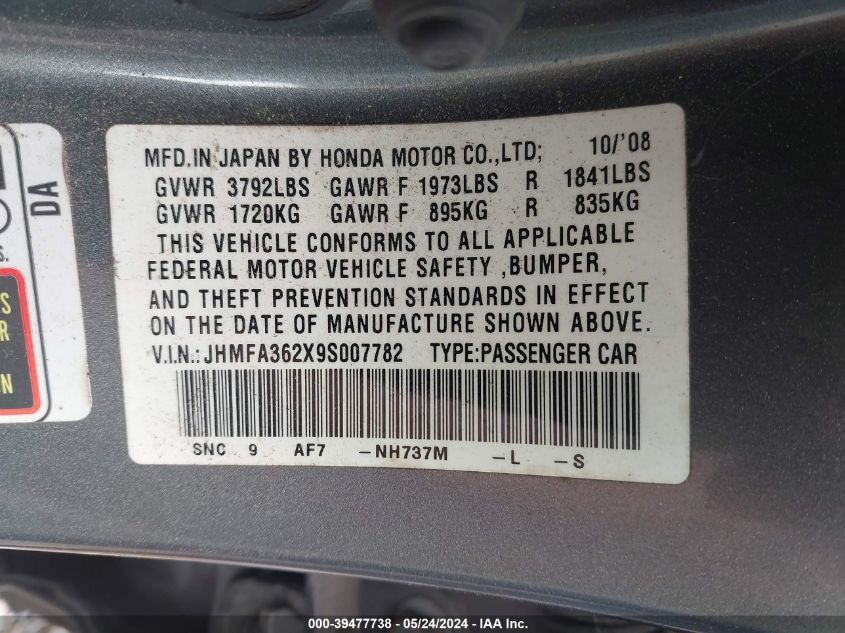 MFD.IN JAPAN BY HONDA MOTOR CO.,LTD; 10/'08
GVWR 3792LBS GAWR F 1973LBS R 1841LBS
GVWR 1720KG GAWR F 895KG R 835KG
THIS VEHICLE CONFORMS TO ALL APPLICABLE
FEDERAL MOTOR VEHICLE SAFETY ,BUMPER,
AND THEFT PREVENTION STANDARDS IN EFFECT
ON THE DATE OF MANUFACTURE SHOWN ABOVE.
V.I.N.: JHMFA362X9S007782 TYPE:PASSENGER CAR
SNC 9 AF7 -NH737M -L -S
DA
S.
S
R
N
000-39477738 - 05/24/2024 - IAA Inc.